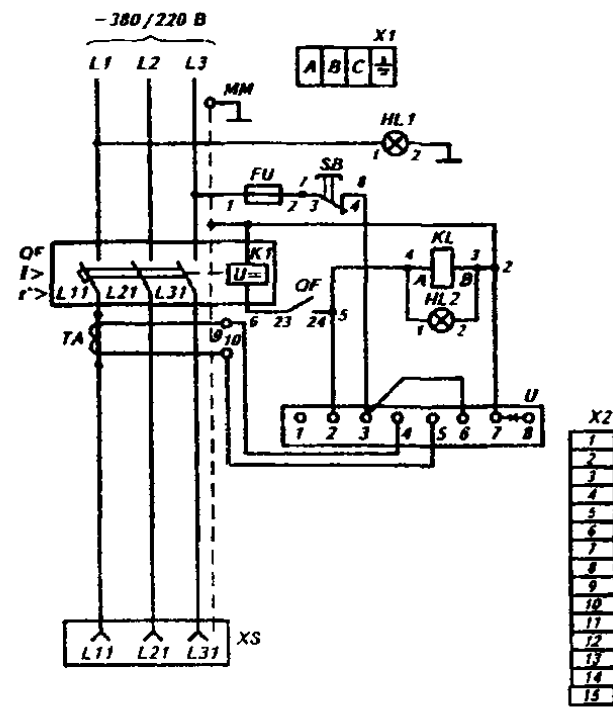 ~380/220 В
X1
L1 L2 L3
A B C
MM
HL1
1 2
SB
FU
1 2 7 3 4 8
QF K1
I> U=
L11 L21 L31
KL
4 A B 3 2
HL2
1 2
QF
6 23 24 5
TA 9 10
U
1 2 3 4 5 6 7 8
X2
1
2
3
4
5
6
7
8
9
10
11
12
13
14
15
XS
L11 L21 L31